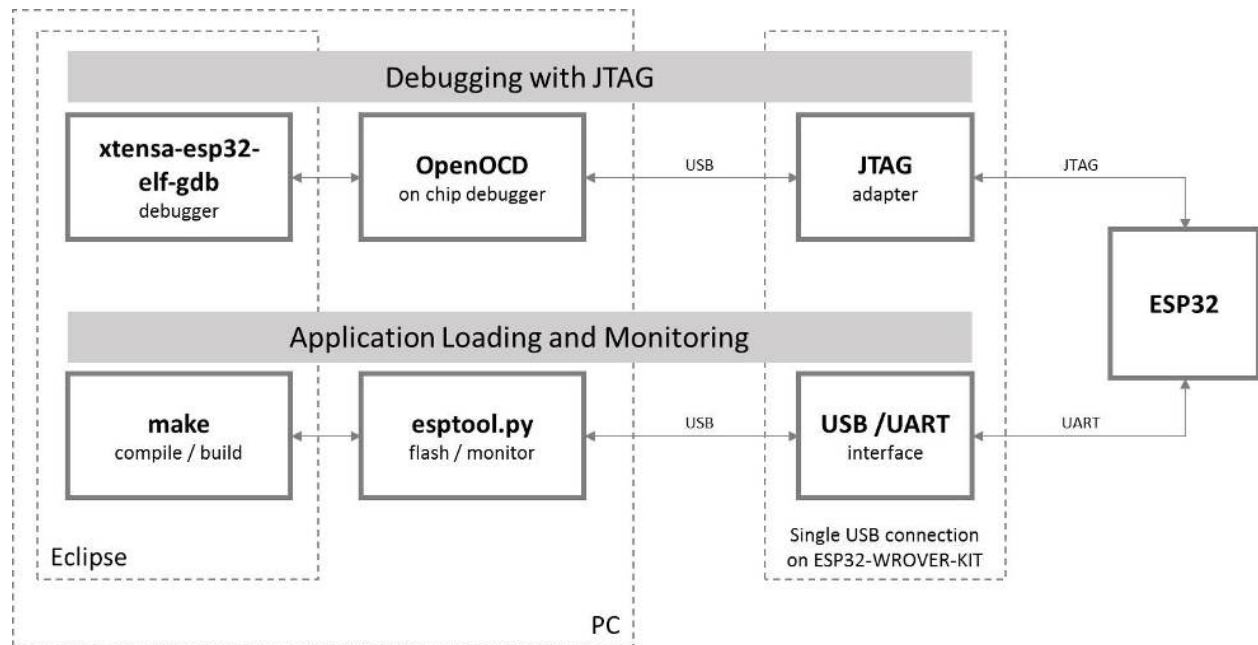 Debugging with JTAG
xtensa-esp32-
elf-gdb
debugger
OpenOCD
on chip debugger
USB
JTAG
adapter
JTAG
ESP32
Application Loading and Monitoring
make
compile / build
esptool.py
flash / monitor
USB
USB /UART
interface
UART
Eclipse
Single USB connection
on ESP32-WROVER-KIT
PC